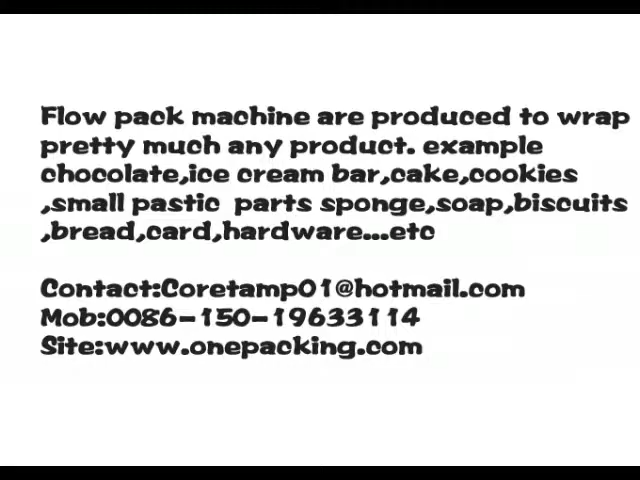 Flow pack machine are produced to wrap
pretty much any product. example
chocolate,ice cream bar,cake,cookies
,small pastic parts sponge,soap,biscuits
,bread,card,hardware...etc
Contact:Coretamp01@hotmail.com
Mob:0086-150-19633114
Site:www.onepacking.com